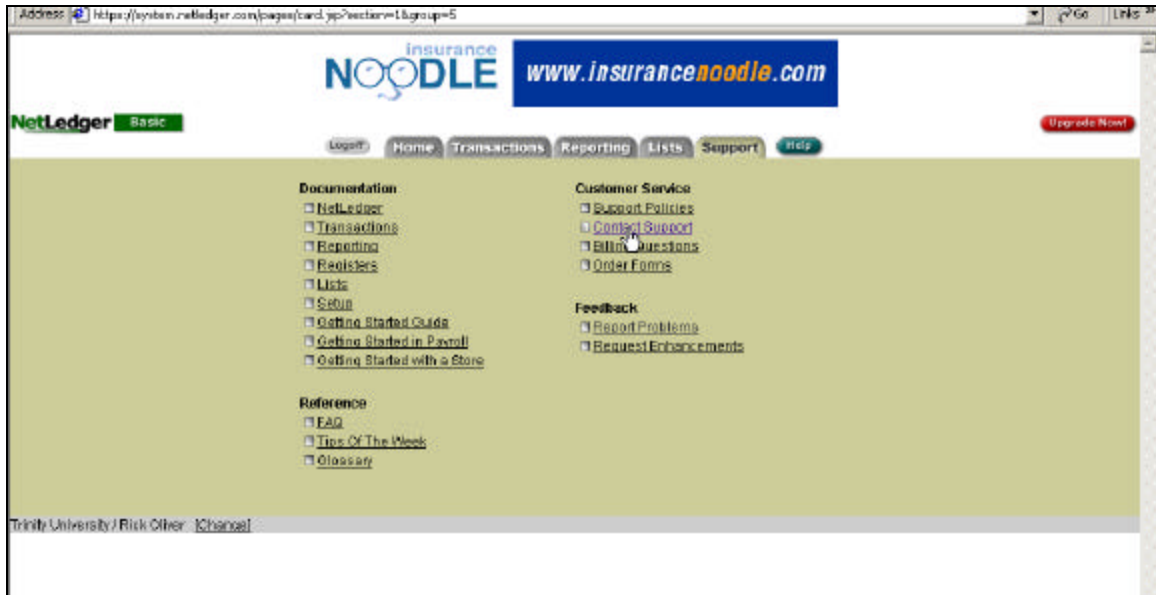 Address https://system.netledger.com/pages/card.jsp?section=1&group=5 Go Links »
insurance
NOODLE www.insurancenoodle.com
NetLedger Basic Upgrade Now!
Logoff Home Transactions Reporting Lists Support Help
Documentation
NetLedger
Transactions
Reporting
Registers
Lists
Setup
Getting Started Guide
Getting Started in Payroll
Getting Started with a Store
Reference
FAQ
Tips Of The Week
Glossary
Customer Service
Support Policies
Contact Support
Billing Questions
Order Forms
Feedback
Report Problems
Request Enhancements
Trinity University / Rick Oliver [Change]